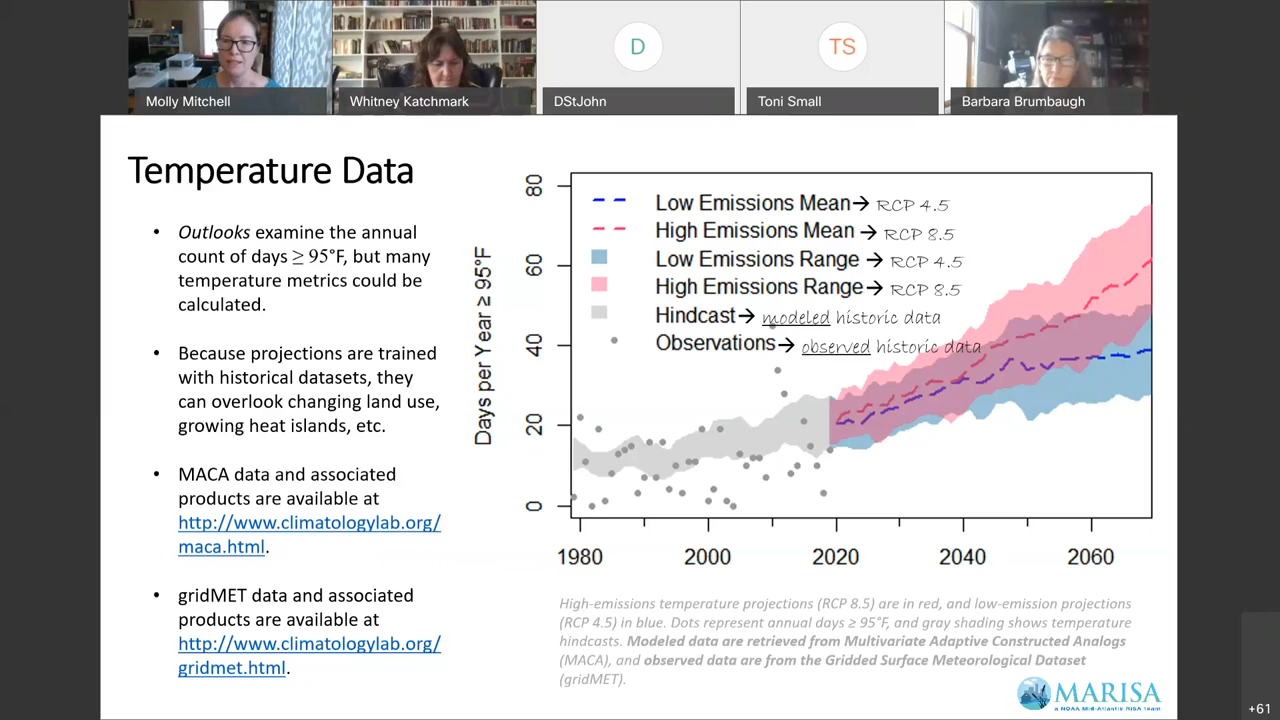 D
TS
Molly Mitchell
Whitney Katchmark
DStJohn
Toni Small
Barbara Brumbaugh
Temperature Data
• Outlooks examine the annual
count of days ≥ 95°F, but many
temperature metrics could be
calculated.
• Because projections are trained
with historical datasets, they
can overlook changing land use,
growing heat islands, etc.
• MACA data and associated
products are available at
http://www.climatologylab.org/
maca.html.
• gridMET data and associated
products are available at
http://www.climatologylab.org/
gridmet.html.
Days per Year ≥ 95°F
80
60
40
20
0
Low Emissions Mean→ RCP 4.5
High Emissions Mean → RCP 8.5
Low Emissions Range → RCP 4.5
High Emissions Range→ RCP 8.5
Hindcast→ modeled historic data
Observations→ observed historic data
1980 2000 2020 2040 2060
High-emissions temperature projections (RCP 8.5) are in red, and low-emission projections
(RCP 4.5) in blue. Dots represent annual days ≥ 95°F, and gray shading shows temperature
hindcasts. Modeled data are retrieved from Multivariate Adaptive Constructed Analogs
(MACA), and observed data are from the Gridded Surface Meteorological Dataset
(gridMET).
MARISA
a NOAA Mid-Atlantic RISA team
+61